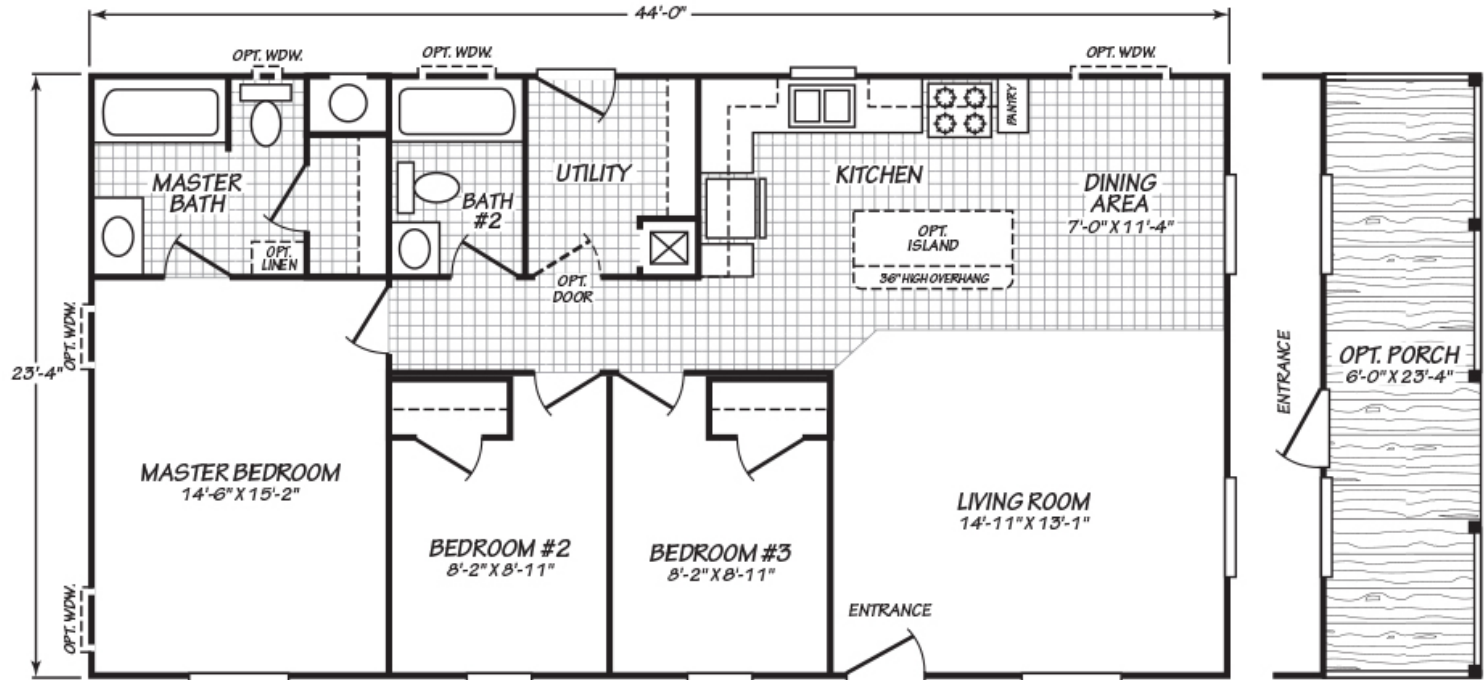 44'-0"
OPT. WDW.
OPT. WDW.
OPT. WDW.
PANTRY
MASTER
BATH
UTILITY
KITCHEN
BATH
#2
DINING
AREA
7'-0" X 11'-4"
OPT.
LINEN
OPT.
ISLAND
36" HIGH OVERHANG
OPT.
DOOR
OPT. WDW.
23'-4"
ENTRANCE
OPT. PORCH
6'-0" X 23'-4"
MASTER BEDROOM
14'-6" X 15'-2"
BEDROOM #2
8'-2" X 8'-11"
BEDROOM #3
8'-2" X 8'-11"
LIVING ROOM
14'-11" X 13'-1"
OPT. WDW.
ENTRANCE